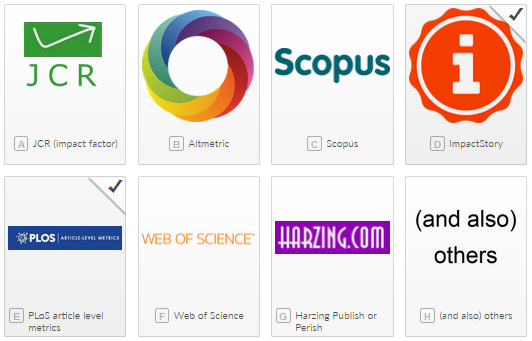 JCR
A JCR (impact factor)
B Altmetric
Scopus
C Scopus
i
D ImpactStory
PLOS | ARTICLE-LEVEL METRICS
E PLoS article level
metrics
WEB OF SCIENCE™
F Web of Science
HARZING.COM
G Harzing Publish or
Perish
(and also)
others
H (and also) others